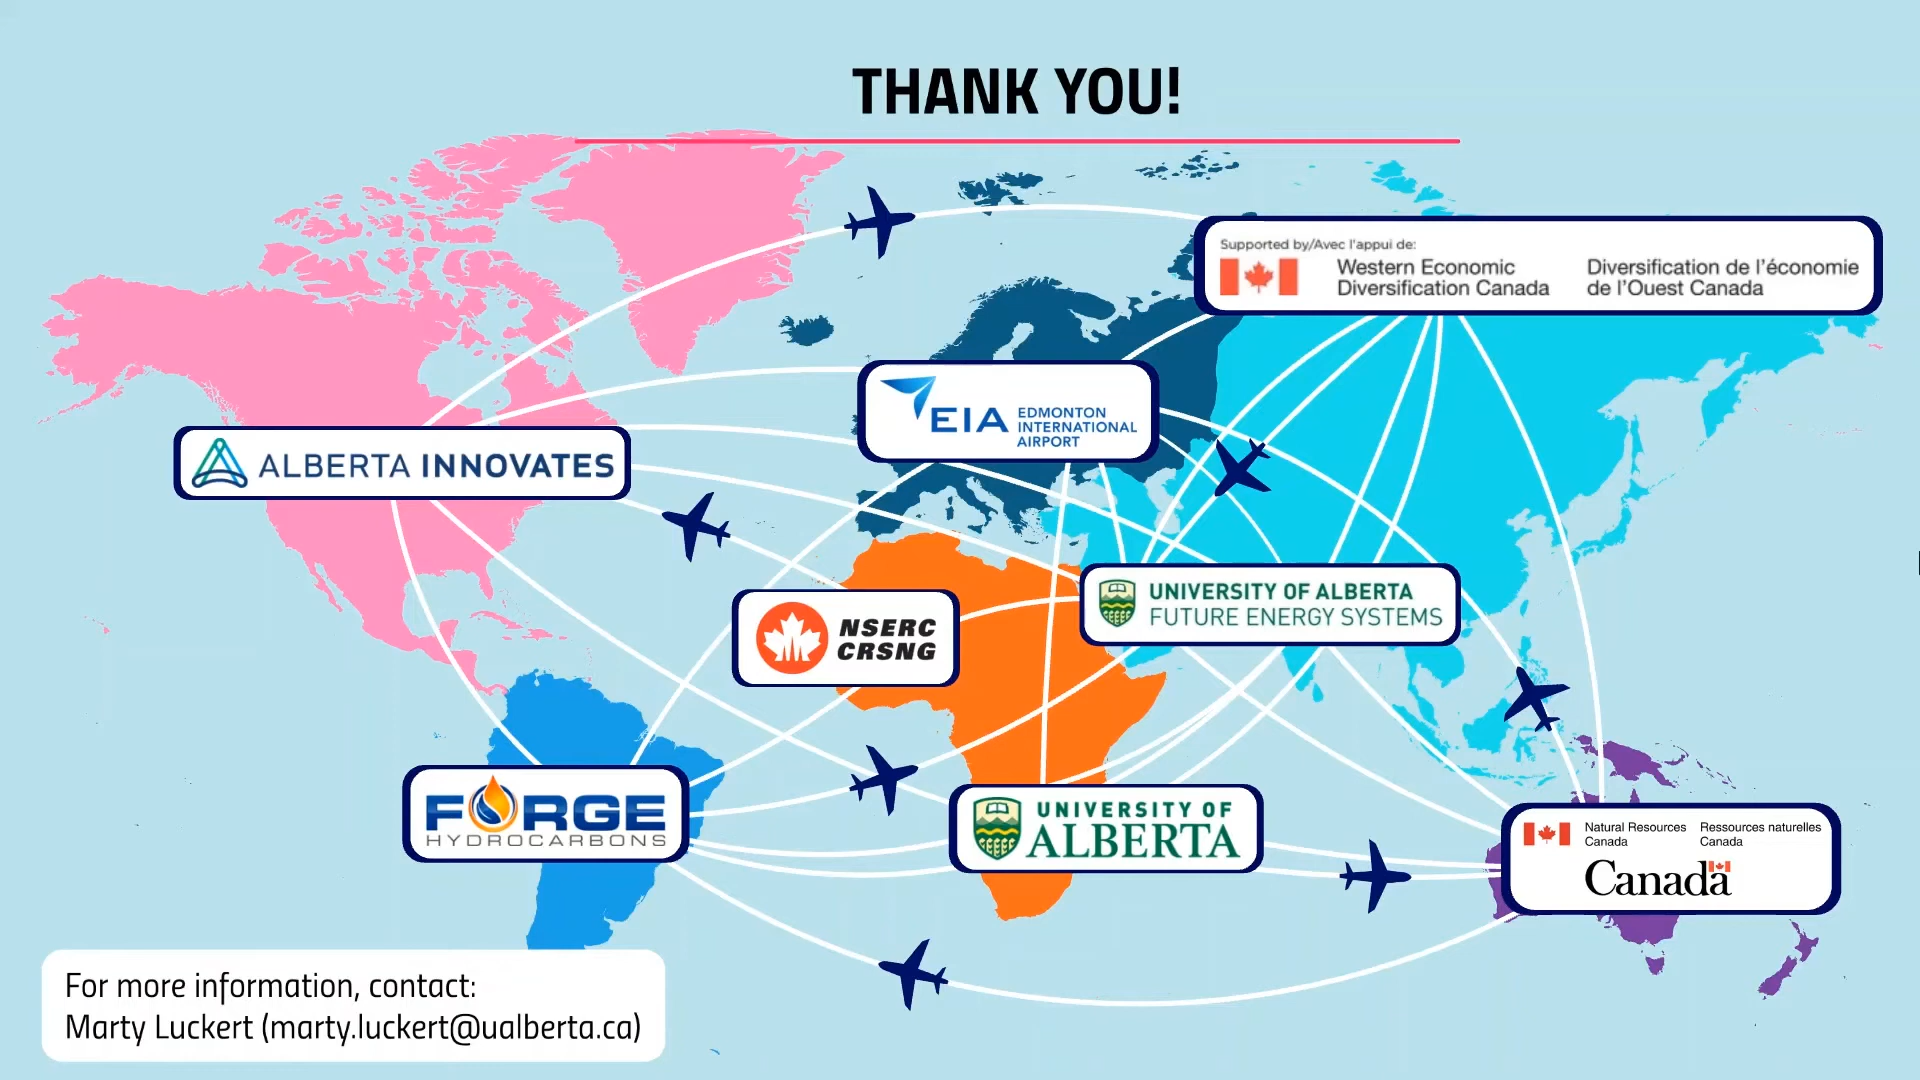 THANK YOU!
Supported by/Avec l'appui de:
Western Economic
Diversification Canada
Diversification de l'économie
de l'Ouest Canada
EIA
EDMONTON
INTERNATIONAL
AIRPORT
ALBERTA INNOVATES
UNIVERSITY OF ALBERTA
FUTURE ENERGY SYSTEMS
NSERC
CRSNG
FORGE
HYDROCARBONS
UNIVERSITY OF
ALBERTA
Natural Resources
Canada
Ressources naturelles
Canada
Canada
For more information, contact:
Marty Luckert (marty.luckert@ualberta.ca)